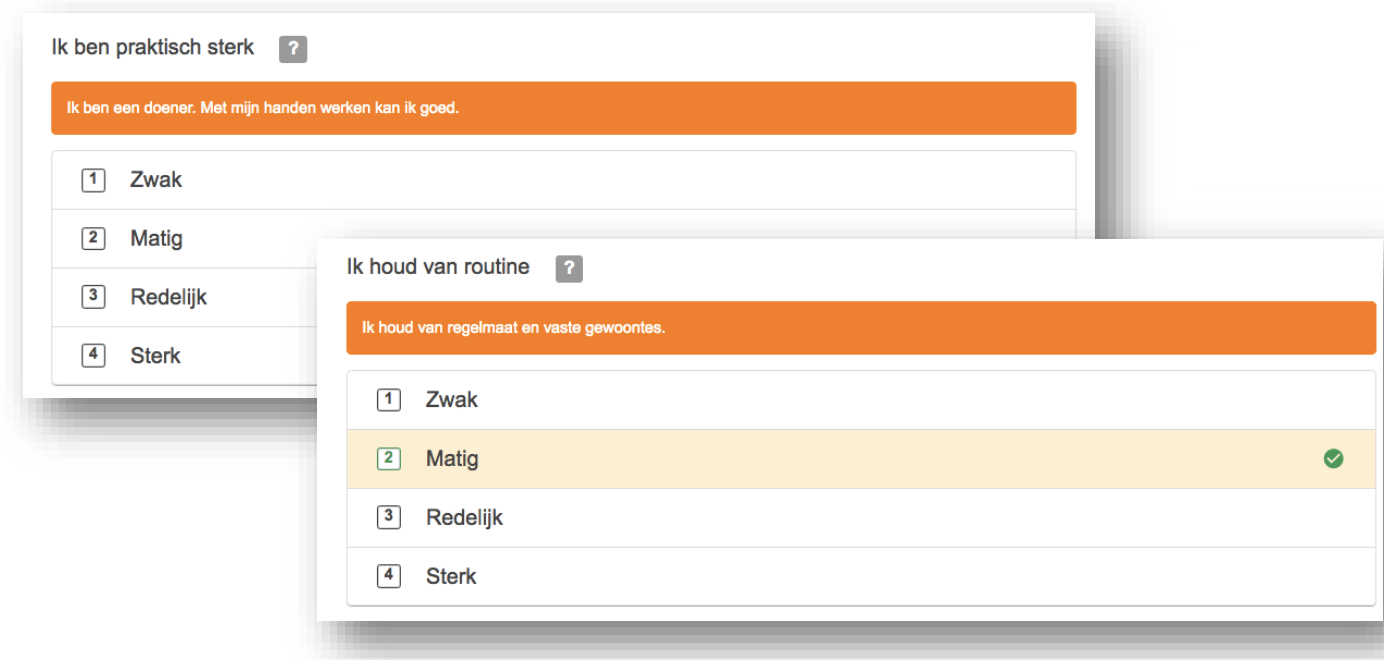 Ik ben praktisch sterk ?
Ik ben een doener. Met mijn handen werken kan ik goed.
1 Zwak
2 Matig
3 Redelijk
4 Sterk
Ik houd van routine ?
Ik houd van regelmaat en vaste gewoontes.
1 Zwak
2 Matig
3 Redelijk
4 Sterk